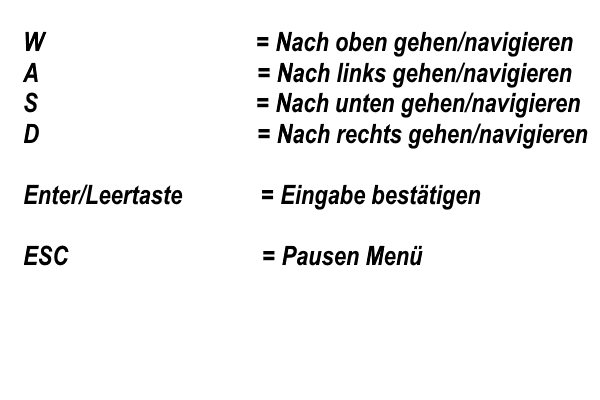 W = Nach oben gehen/navigieren
A = Nach links gehen/navigieren
S = Nach unten gehen/navigieren
D = Nach rechts gehen/navigieren
Enter/Leertaste = Eingabe bestätigen
ESC = Pausen Menü